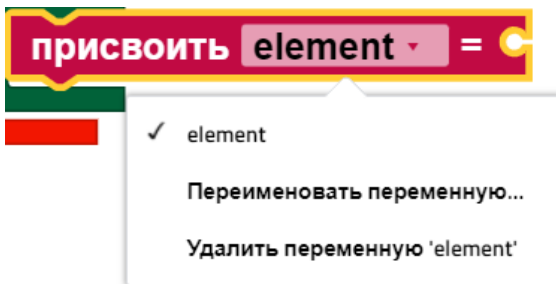 присвоить element =
✓ element
Переименовать переменную...
Удалить переменную 'element'